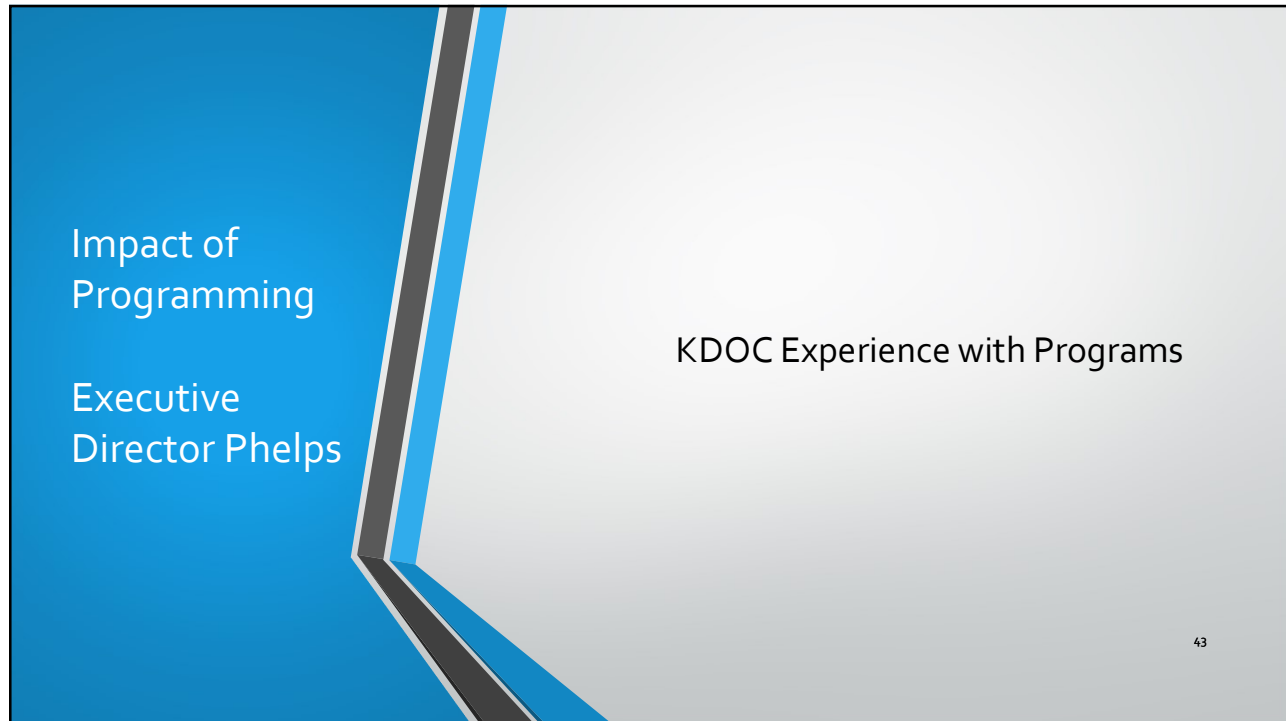 Impact of
Programming
Executive
Director Phelps
KDOC Experience with Programs
43